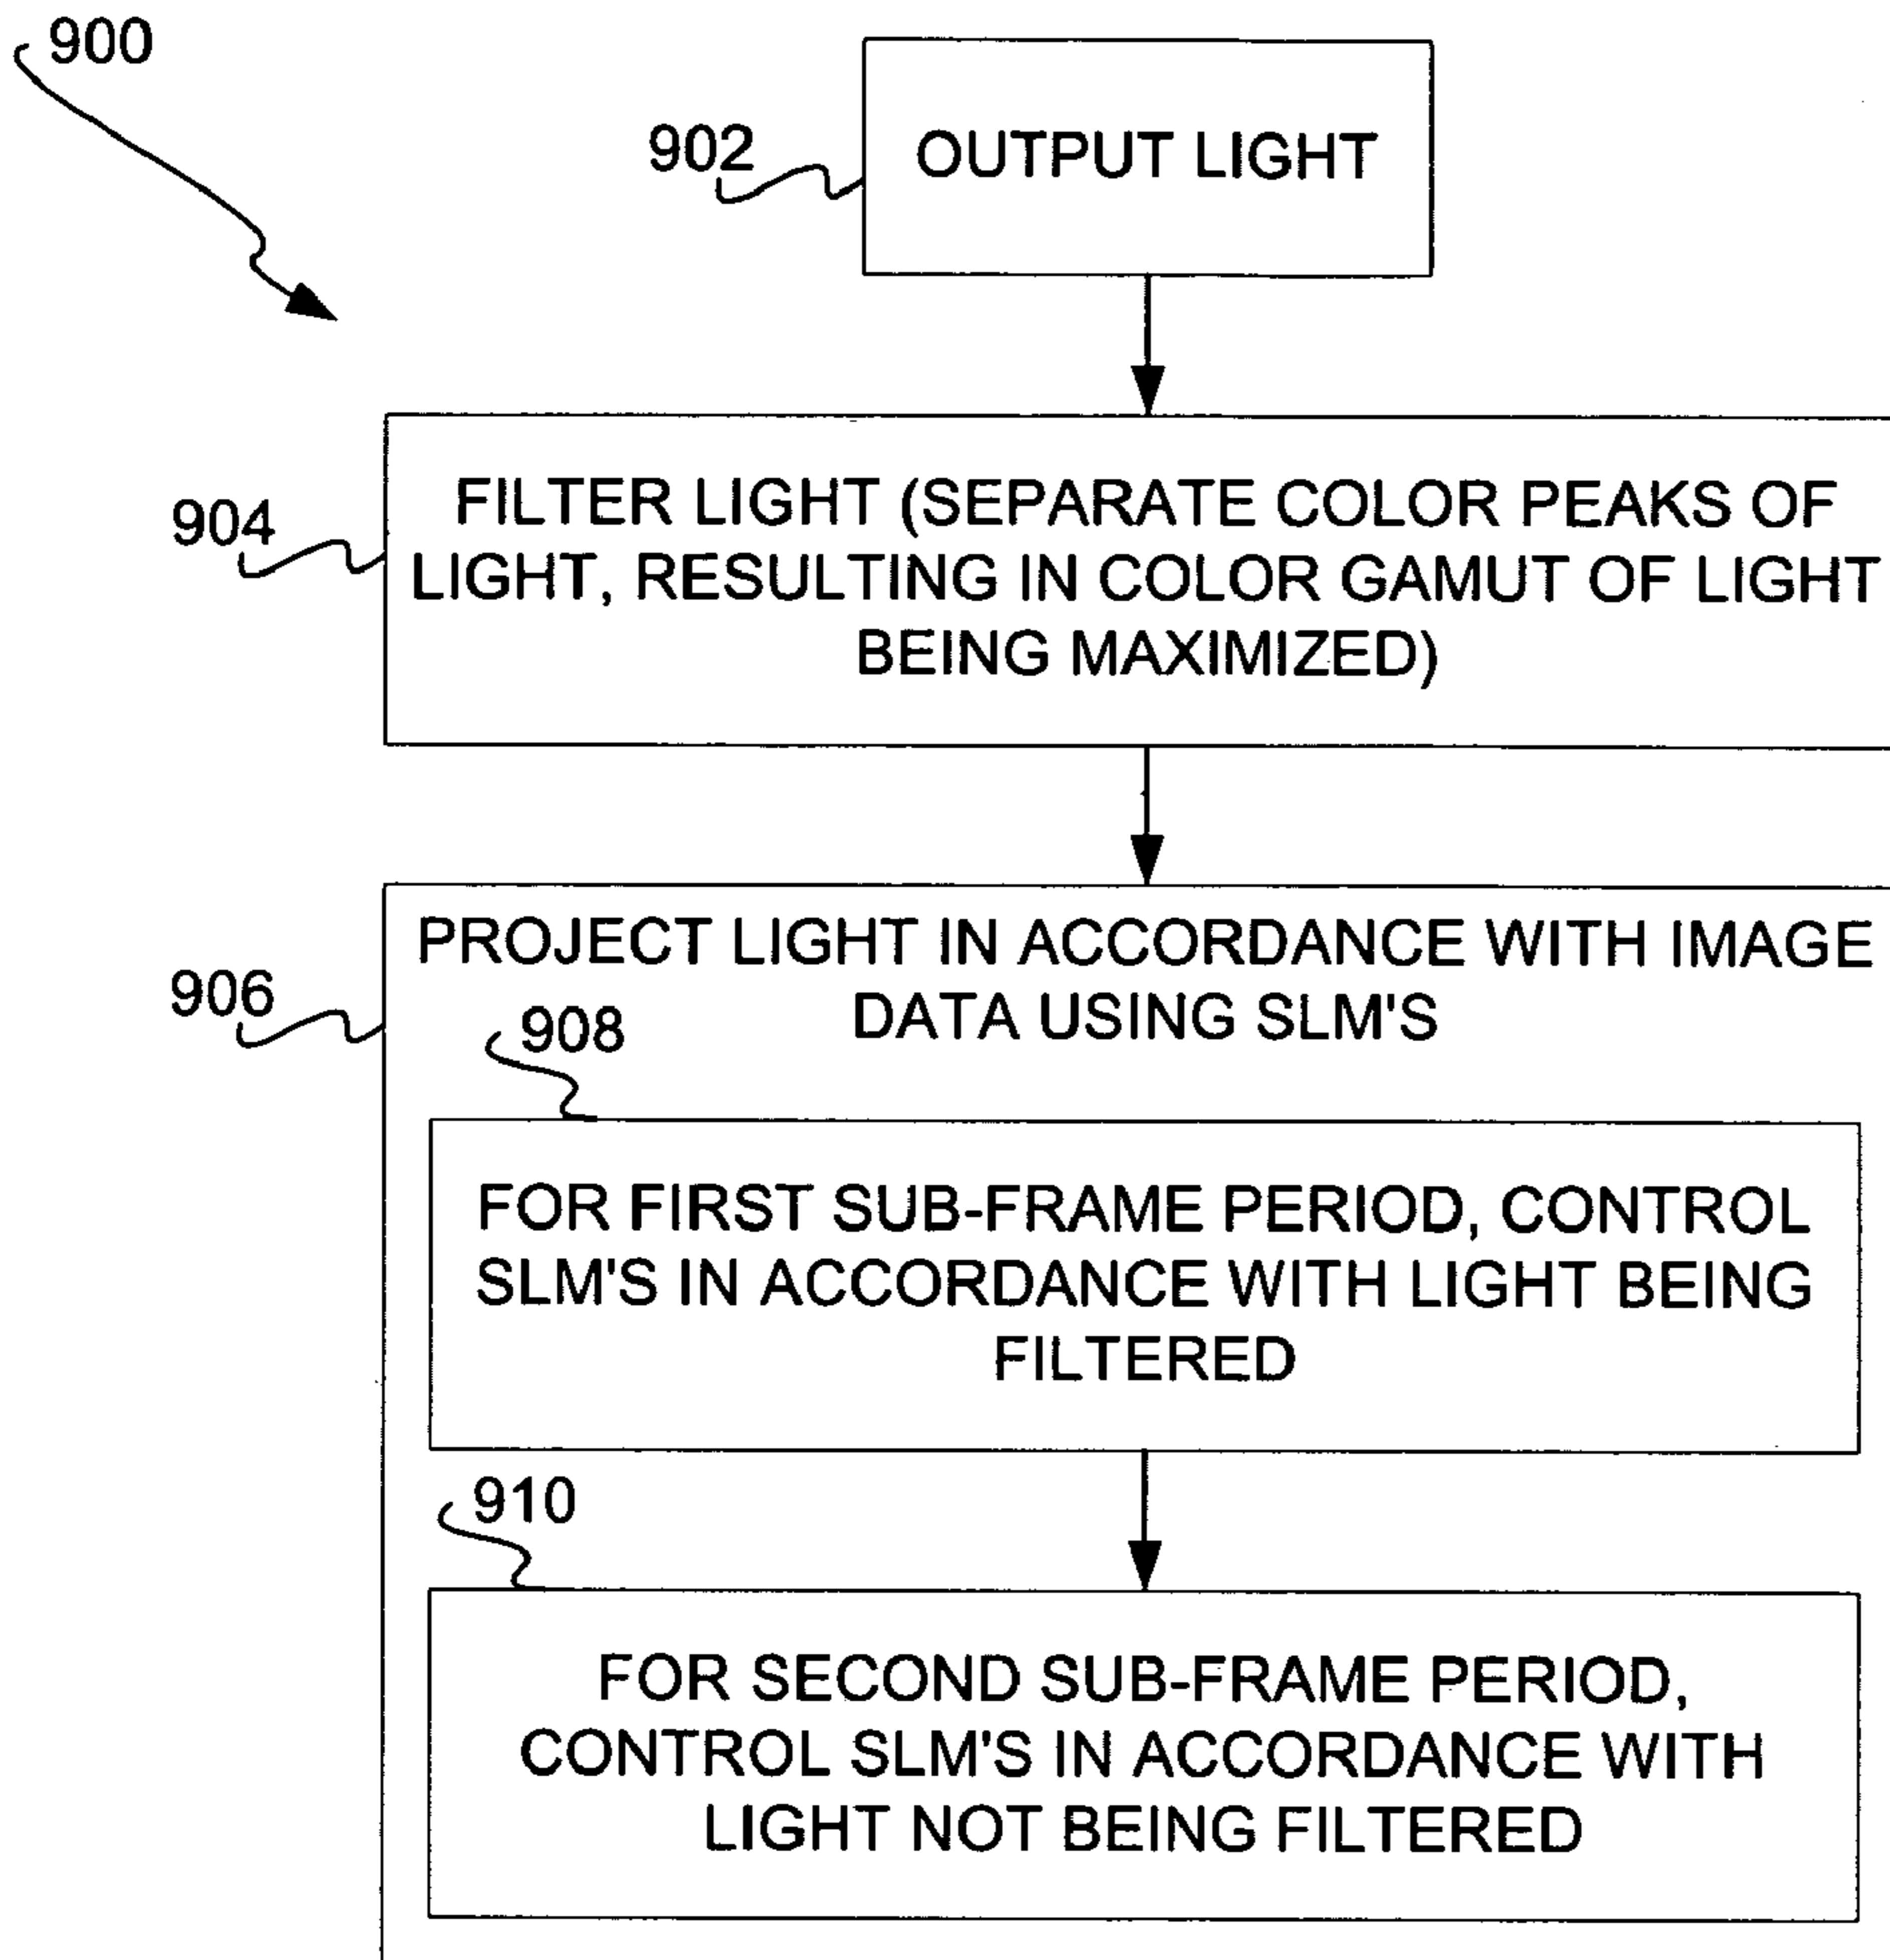 900
902
OUTPUT LIGHT
904
FILTER LIGHT (SEPARATE COLOR PEAKS OF
LIGHT, RESULTING IN COLOR GAMUT OF LIGHT
BEING MAXIMIZED)
906
PROJECT LIGHT IN ACCORDANCE WITH IMAGE
DATA USING SLM'S
908
FOR FIRST SUB-FRAME PERIOD, CONTROL
SLM'S IN ACCORDANCE WITH LIGHT BEING
FILTERED
910
FOR SECOND SUB-FRAME PERIOD,
CONTROL SLM'S IN ACCORDANCE WITH
LIGHT NOT BEING FILTERED